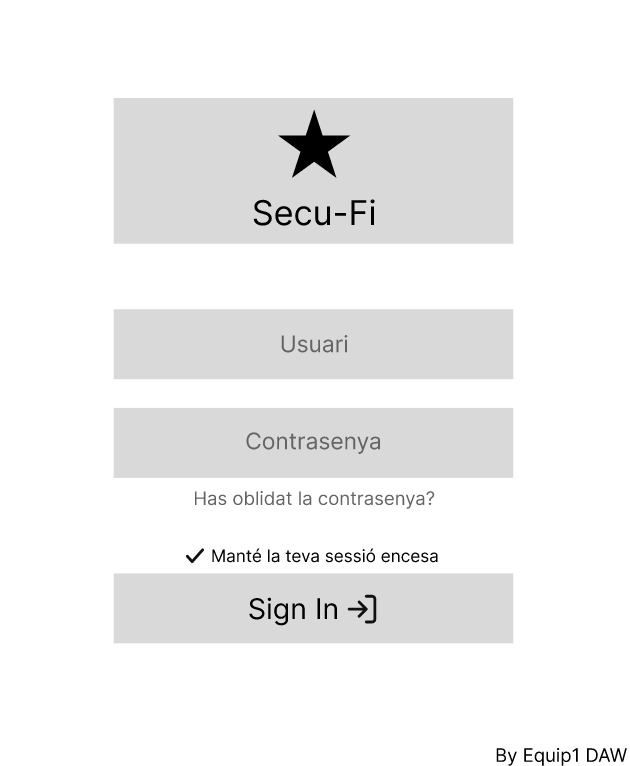 Secu-Fi
Usuari
Contrasenya
Has oblidat la contrasenya?
Manté la teva sessió encesa
Sign In
By Equip1 DAW